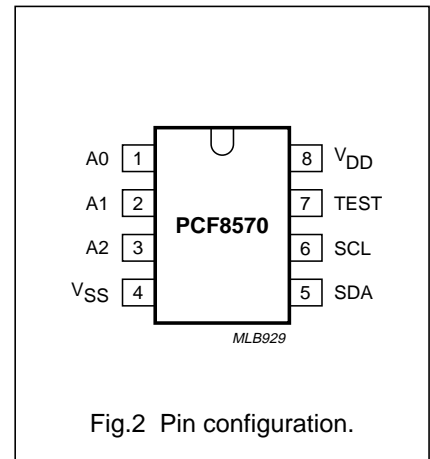 A0 1 8 VDD
A1 2 7 TEST
PCF8570
A2 3 6 SCL
VSS 4 5 SDA
MLB929
Fig.2 Pin configuration.